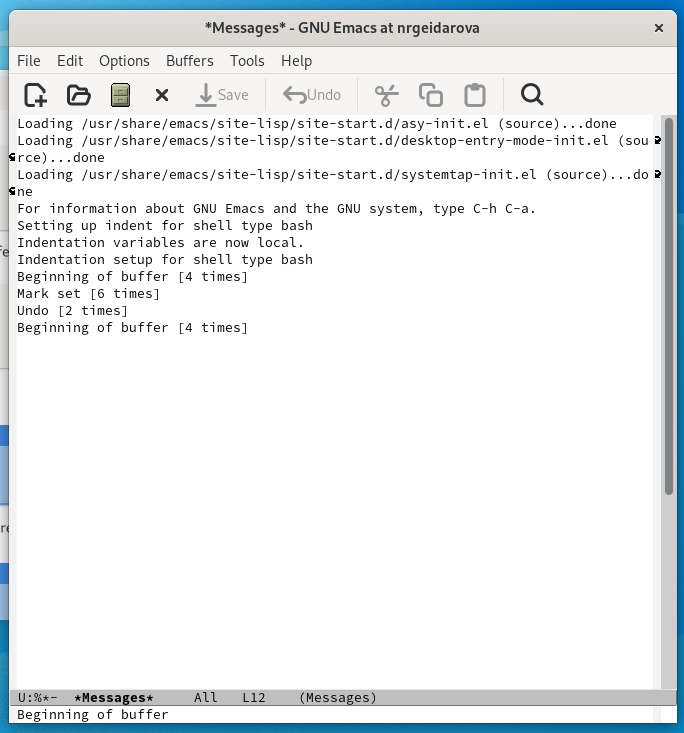 *Messages* - GNU Emacs at nrgeidarova
File Edit Options Buffers Tools Help
Save Undo
Loading /usr/share/emacs/site-lisp/site-start.d/asy-init.el (source)...done
Loading /usr/share/emacs/site-lisp/site-start.d/desktop-entry-mode-init.el (sou
rce)...done
Loading /usr/share/emacs/site-lisp/site-start.d/systemtap-init.el (source)...do
ne
For information about GNU Emacs and the GNU system, type C-h C-a.
Setting up indent for shell type bash
Indentation variables are now local.
Indentation setup for shell type bash
Beginning of buffer [4 times]
Mark set [6 times]
Undo [2 times]
Beginning of buffer [4 times]
U:%*- *Messages* All L12 (Messages)
Beginning of buffer